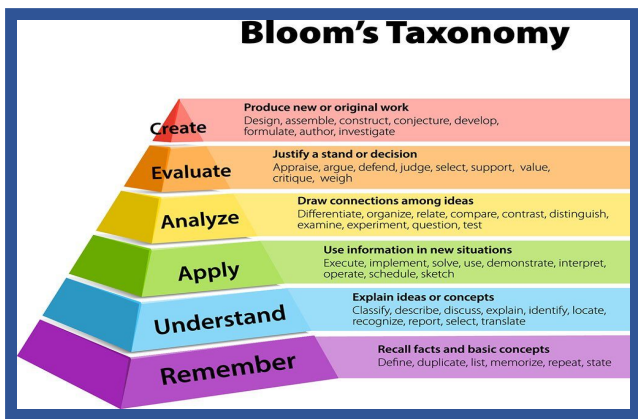 Bloom's Taxonomy
Create
Produce new or original work
Design, assemble, construct, conjecture, develop,
formulate, author, investigate
Evaluate
Justify a stand or decision
Appraise, argue, defend, judge, select, support, value,
critique, weigh
Analyze
Draw connections among ideas
Differentiate, organize, relate, compare, contrast, distinguish,
examine, experiment, question, test
Apply
Use information in new situations
Execute, implement, solve, use, demonstrate, interpret,
operate, schedule, sketch
Understand
Explain ideas or concepts
Classify, describe, discuss, explain, identify, locate,
recognize, report, select, translate
Remember
Recall facts and basic concepts
Define, duplicate, list, memorize, repeat, state